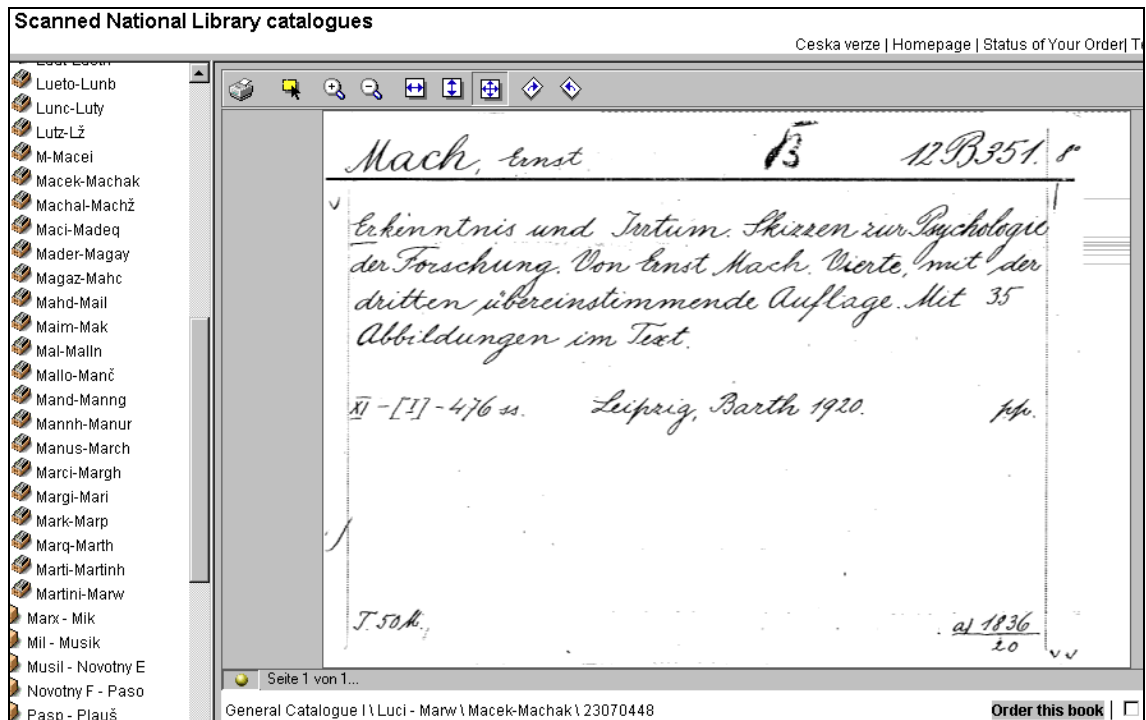 Scanned National Library catalogues
Ceska verze | Homepage | Status of Your Order|
Lueto-Lunb
Lunc-Luty
Lutz-Lž
M-Macei
Macek-Machak
Machal-Machž
Maci-Madeq
Mader-Magay
Magaz-Mahc
Mahd-Mail
Maim-Mak
Mal-Malln
Mallo-Manč
Mand-Manng
Mannh-Manur
Manus-March
Marci-Margh
Margi-Mari
Mark-Marp
Marq-Marth
Marti-Martinh
Martini-Marw
Marx - Mik
Mil - Musik
Musil - Novotny E
Novotny F - Paso
Pasp - Plauš
Mach, Ernst B 12B351. 8°
Erkenntnis und Irrtum. Skizzen zur Psychologie
der Forschung. Von Ernst Mach. Vierte, mit der
dritten übereinstimmende Auflage. Mit 35
Abbildungen im Text.
XI-[I]-476 ss. Leipzig, Barth 1920. pp.
T. 50 M. a) 1836
20
Seite 1 von 1...
General Catalogue I \ Luci - Marw \ Macek-Machak \ 23070448 Order this book |